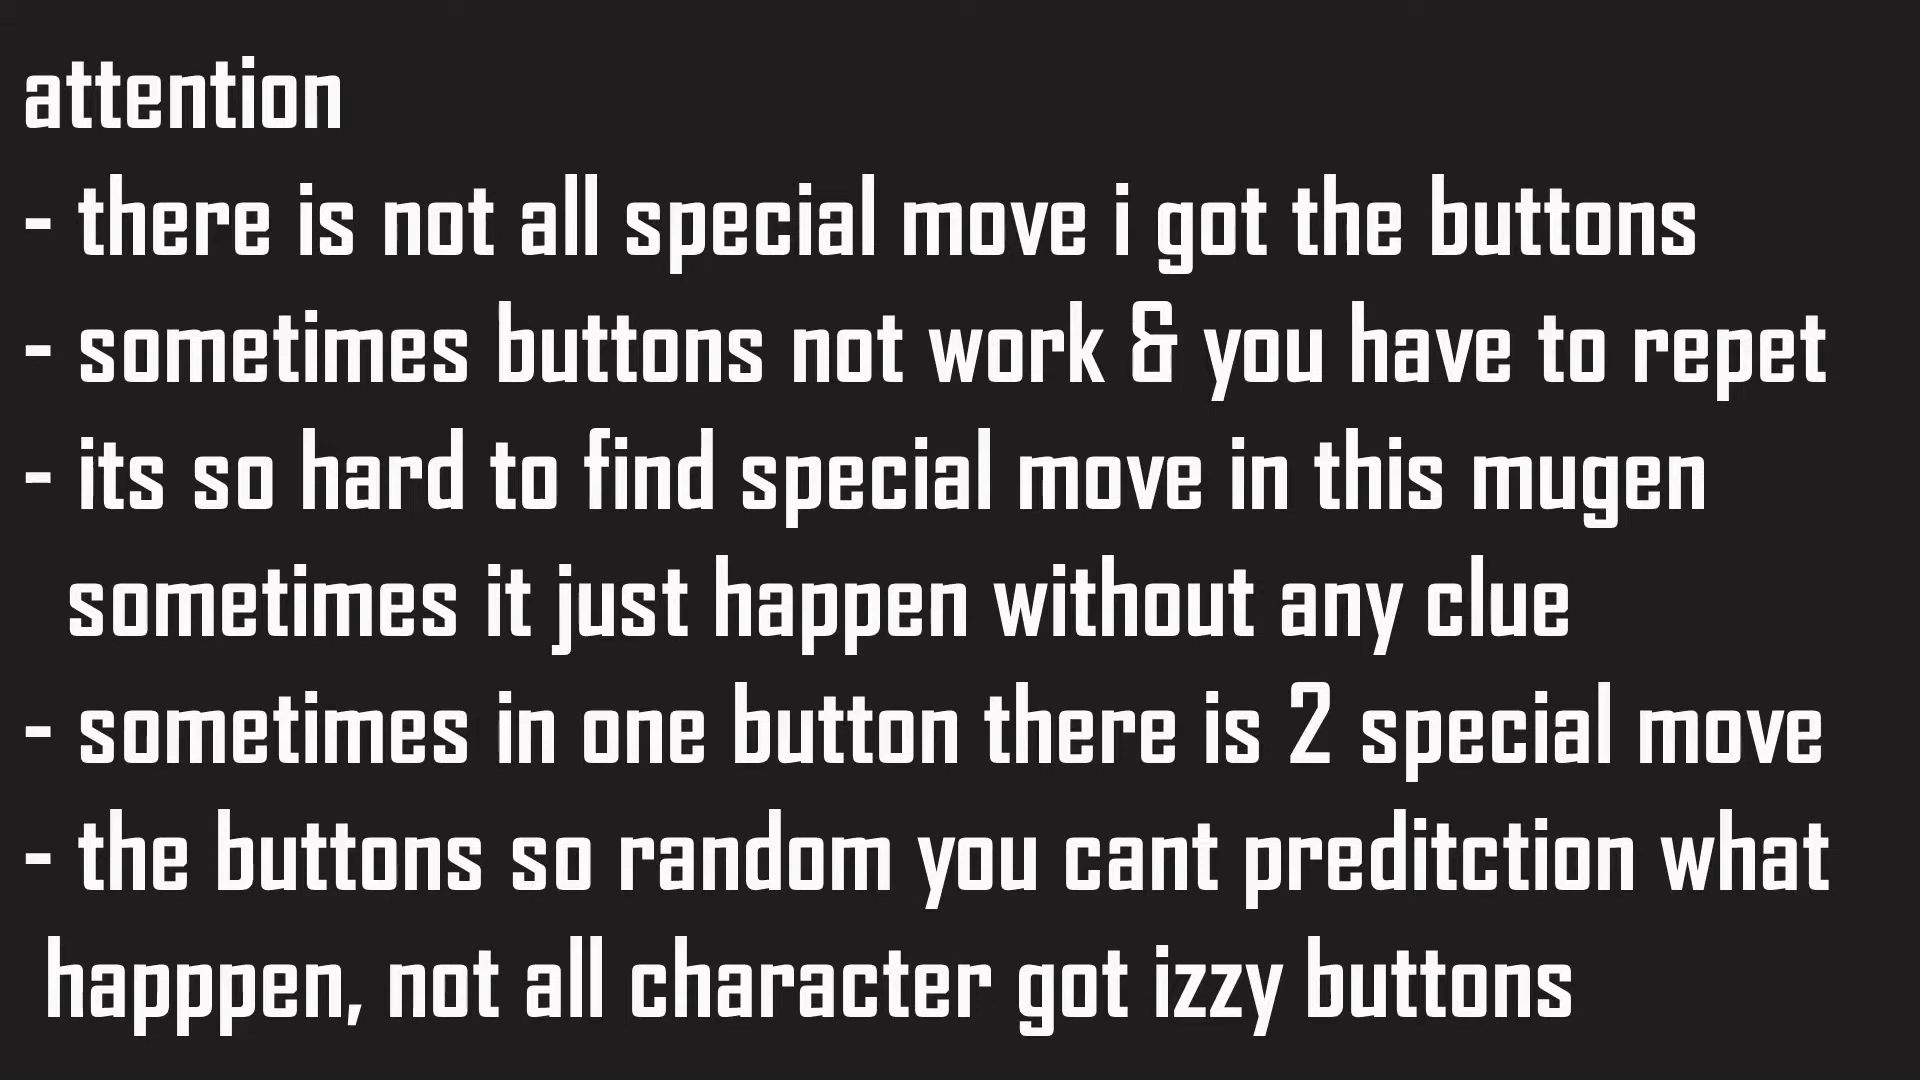 attention
- there is not all special move i got the buttons
- sometimes buttons not work & you have to repet
- its so hard to find special move in this mugen
sometimes it just happen without any clue
- sometimes in one button there is 2 special move
- the buttons so random you cant preditction what
happpen, not all character got izzy buttons